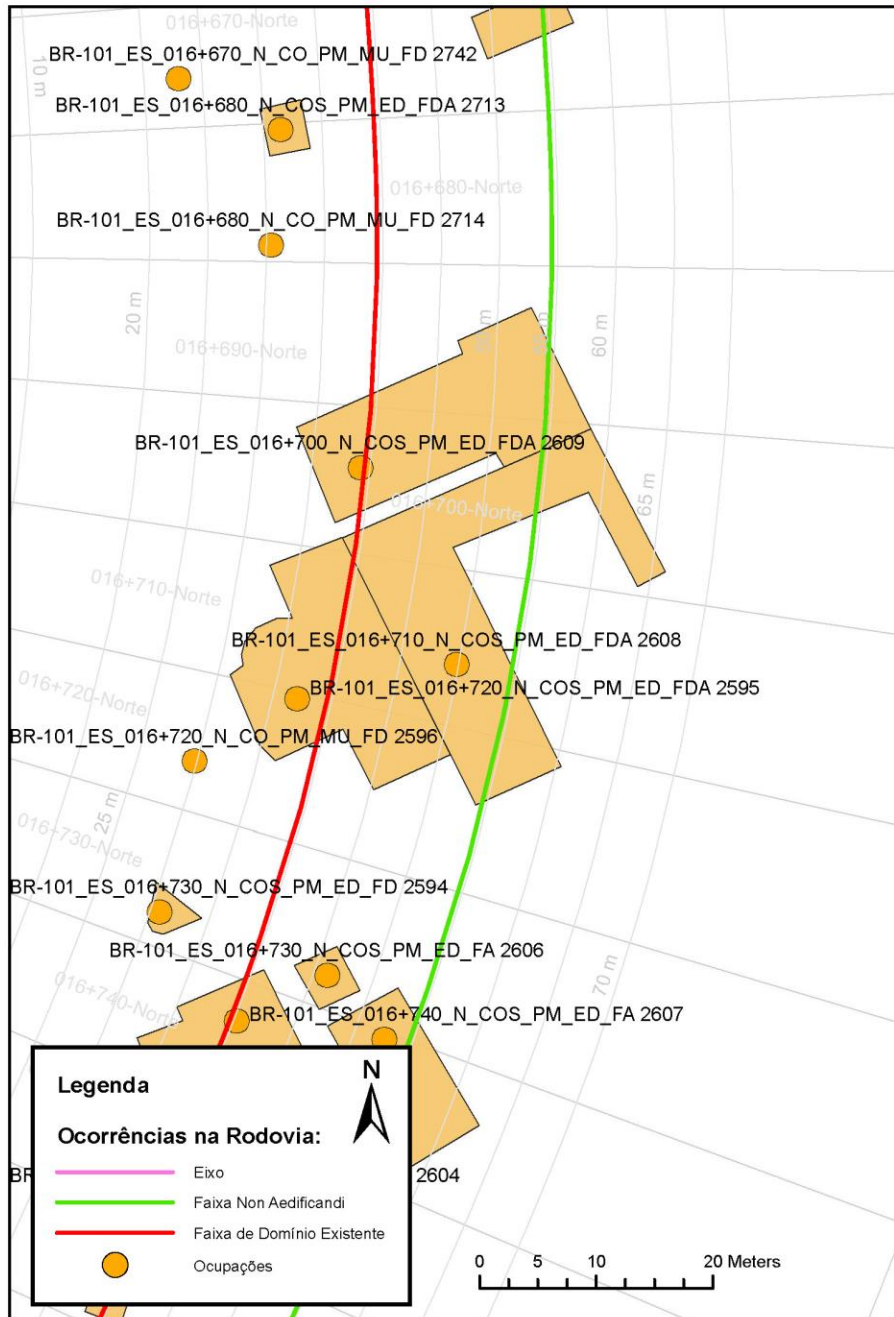 016+670-Norte
BR-101_ES_016+670_N_CO_PM_MU_FD 2742
10 m
BR-101_ES_016+680_N_COS_PM_ED_FDA 2713
016+680-Norte
BR-101_ES_016+680_N_CO_PM_MU_FD 2714
20 m
60 m
016+690-Norte
BR-101_ES_016+700_N_COS_PM_ED_FDA 2609
65 m
016+700-Norte
016+710-Norte
BR-101_ES_016+710_N_COS_PM_ED_FDA 2608
016+720-Norte
BR-101_ES_016+720_N_COS_PM_ED_FDA 2595
BR-101_ES_016+720_N_CO_PM_MU_FD 2596
25 m
016+730-Norte
BR-101_ES_016+730_N_COS_PM_ED_FD 2594
BR-101_ES_016+730_N_COS_PM_ED_FA 2606
70 m
016+740-Norte
BR-101_ES_016+740_N_COS_PM_ED_FA 2607
BR
2604
Legenda
N
Ocorrências na Rodovia:
Eixo
Faixa Non Aedificandi
Faixa de Domínio Existente
Ocupações
0 5 10 20 Meters